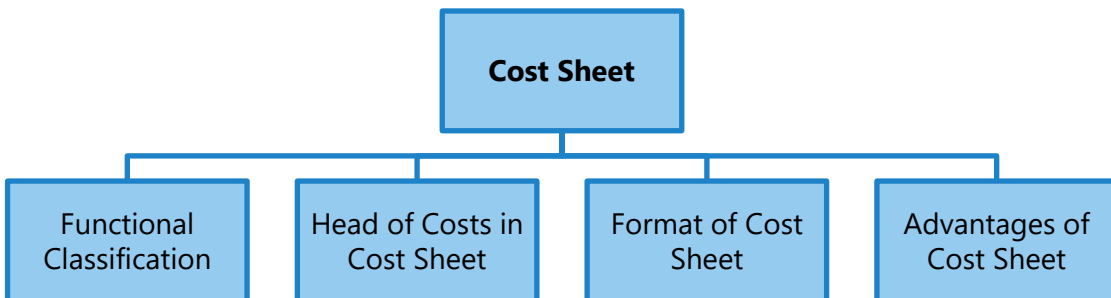 Cost Sheet
Functional
Classification
Head of Costs in
Cost Sheet
Format of Cost
Sheet
Advantages of
Cost Sheet